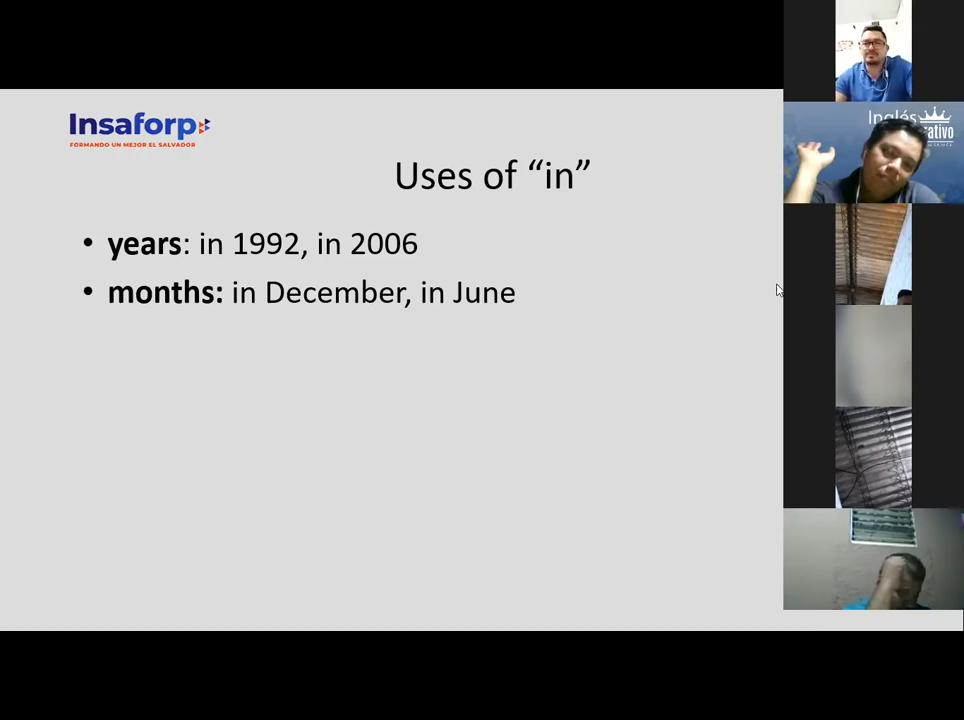 Insaforp
FORMANDO UN MEJOR EL SALVADOR
Uses of “in”
• years: in 1992, in 2006
• months: in December, in June
Inglés